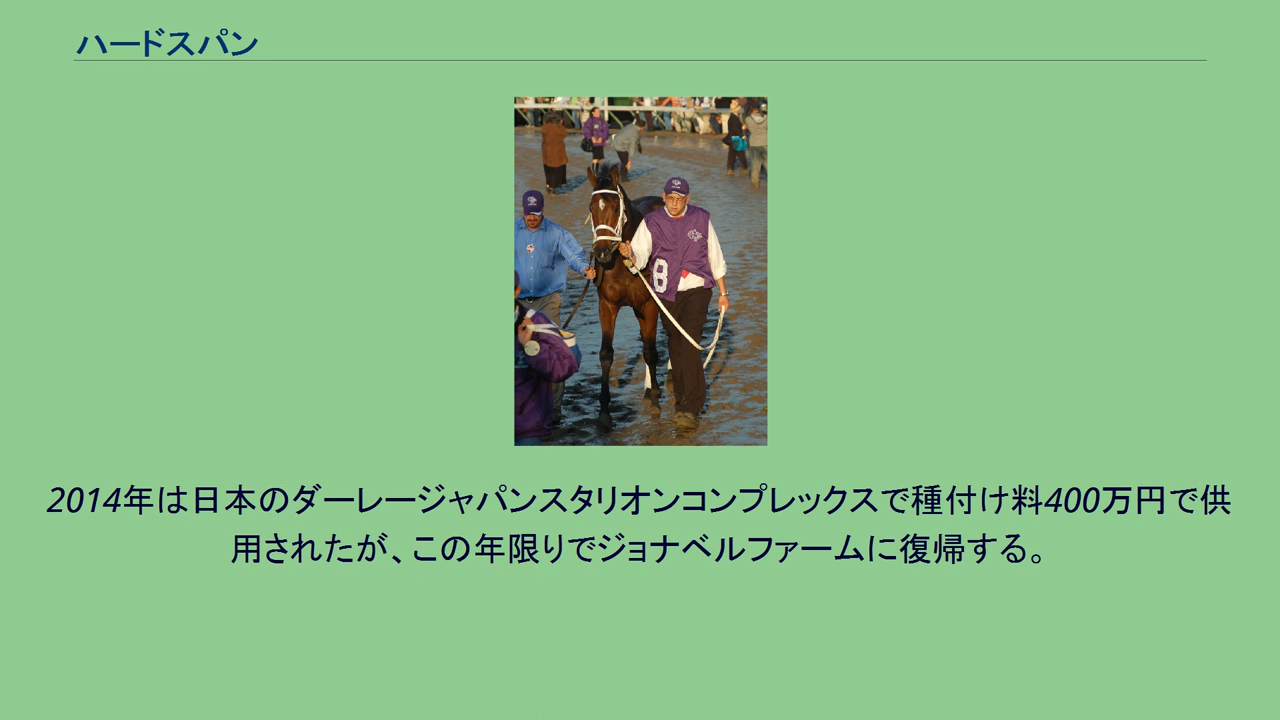 ハードスパン
8
2014年は日本のダーレージャパンスタリオンコンプレックスで種付け料400万円で供
用されたが、この年限りでジョナベルファームに復帰する。